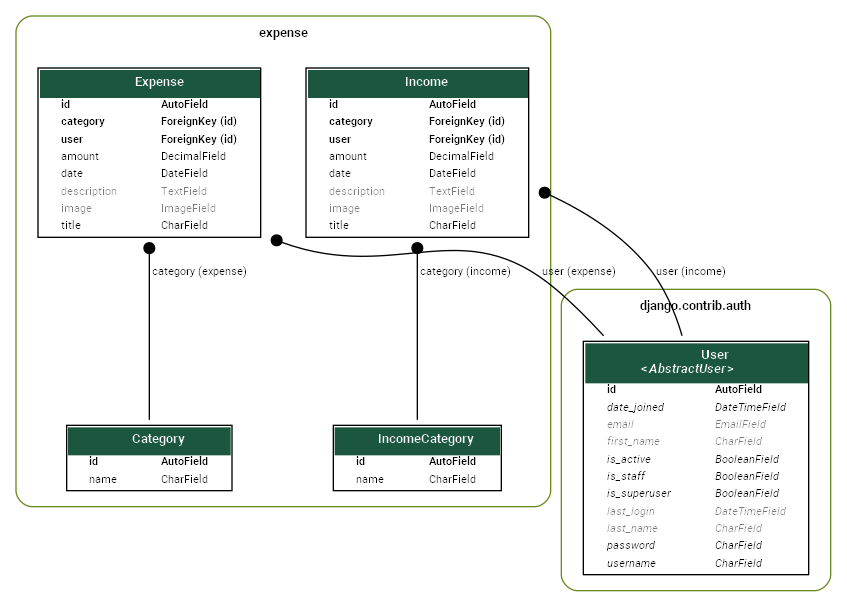 expense
Expense
id AutoField
category ForeignKey (id)
user ForeignKey (id)
amount DecimalField
date DateField
description TextField
image ImageField
title CharField
Income
id AutoField
category ForeignKey (id)
user ForeignKey (id)
amount DecimalField
date DateField
description TextField
image ImageField
title CharField
category (expense)
category (income)
user (expense)
user (income)
Category
id AutoField
name CharField
IncomeCategory
id AutoField
name CharField
django.contrib.auth
User
<AbstractUser>
id AutoField
date_joined DateTimeField
email EmailField
first_name CharField
is_active BooleanField
is_staff BooleanField
is_superuser BooleanField
last_login DateTimeField
last_name CharField
password CharField
username CharField